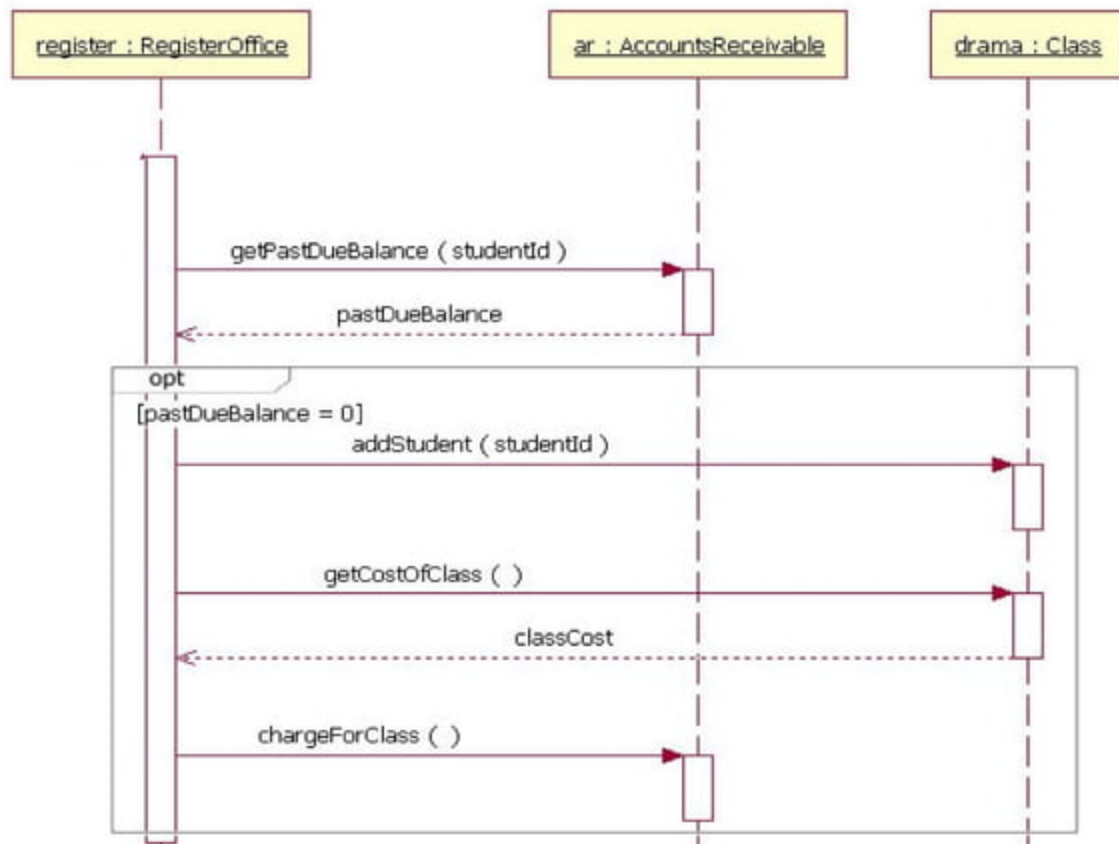 register : RegisterOffice
ar : AccountsReceivable
drama : Class
getPastDueBalance ( studentId )
pastDueBalance
opt
[pastDueBalance = 0]
addStudent ( studentId )
getCostOfClass ( )
classCost
chargeForClass ( )